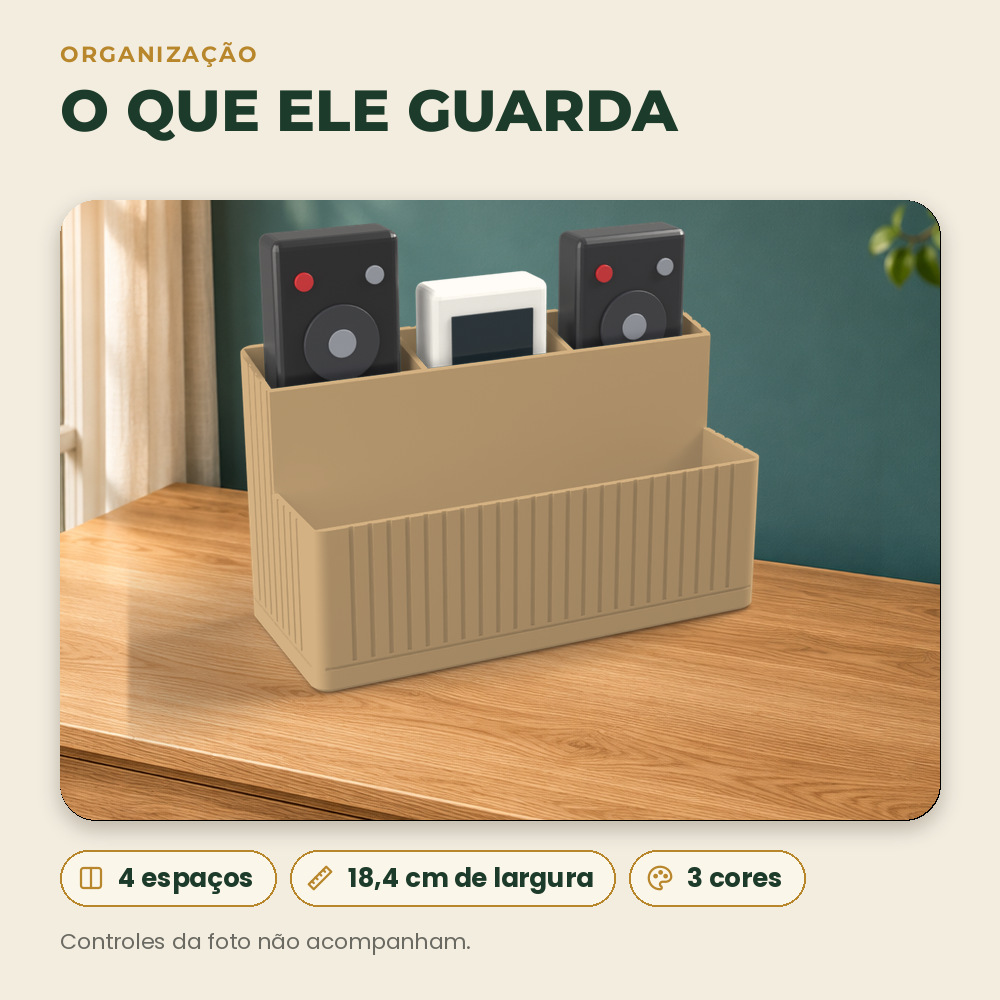 ORGANIZAÇÃO
O QUE ELE GUARDA
4 espaços
18,4 cm de largura
3 cores
Controles da foto não acompanham.